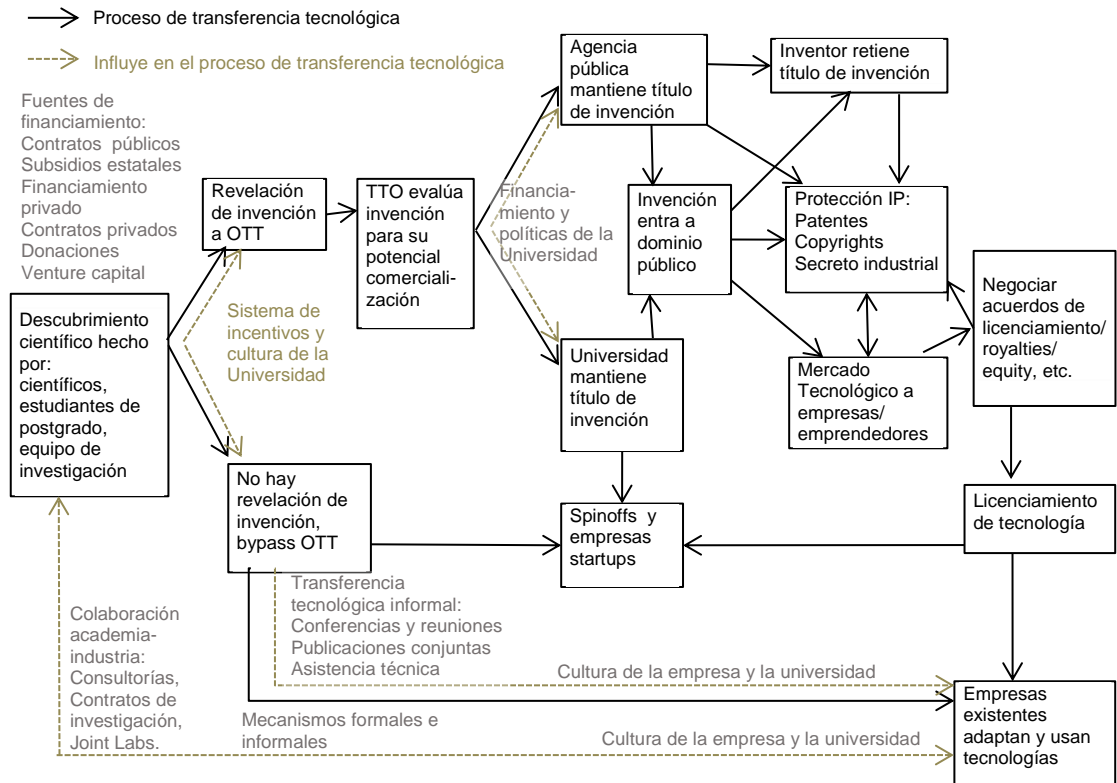 Proceso de transferencia tecnológica
Influye en el proceso de transferencia tecnológica
Fuentes de
financiamiento:
Contratos públicos
Subsidios estatales
Financiamiento
privado
Contratos privados
Donaciones
Venture capital
Descubrimiento
científico hecho
por:
científicos,
estudiantes de
postgrado,
equipo de
investigación
Revelación
de invención
a OTT
Sistema de
incentivos y
cultura de la
Universidad
No hay
revelación de
invención,
bypass OTT
TTO evalúa
invención
para su
potencial
comerciali-
zación
Financia-
miento y
políticas de la
Universidad
Agencia
pública
mantiene título
de invención
Inventor retiene
título de invención
Invención
entra a
dominio
público
Protección IP:
Patentes
Copyrights
Secreto industrial
Universidad
mantiene
título de
invención
Mercado
Tecnológico a
empresas/
emprendedores
Negociar
acuerdos de
licenciamiento/
royalties/
equity, etc.
Spinoffs y
empresas
startups
Licenciamiento
de tecnología
Transferencia
tecnológica informal:
Conferencias y reuniones
Publicaciones conjuntas
Asistencia técnica
Colaboración
academia-
industria:
Consultorías,
Contratos de
investigación,
Joint Labs.
Cultura de la empresa y la universidad
Mecanismos formales e
informales
Cultura de la empresa y la universidad
Empresas
existentes
adaptan y usan
tecnologías